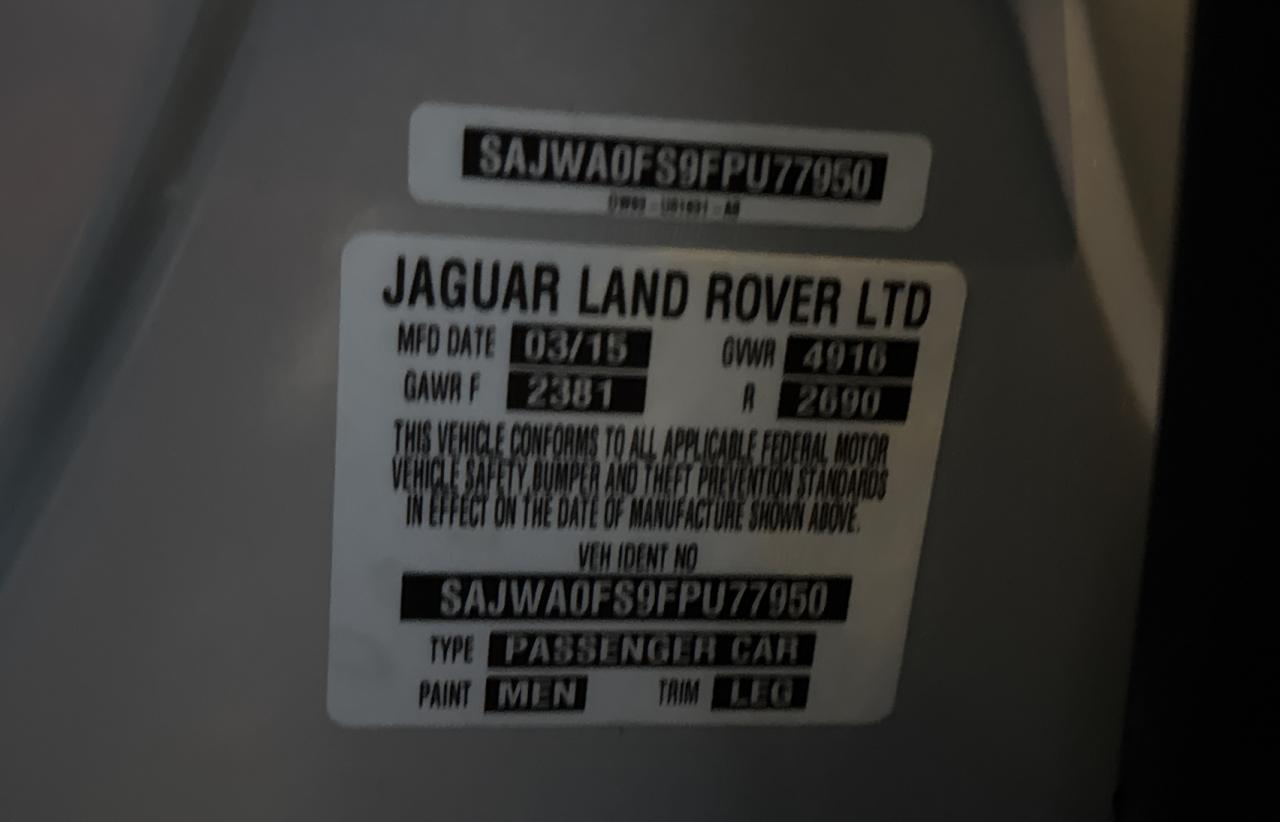 SAJWA0FS9FPU77950
JAGUAR LAND ROVER LTD
MFD DATE 03/15 GVWR 4916
GAWR F 2381 R 2690
THIS VEHICLE CONFORMS TO ALL APPLICABLE FEDERAL MOTOR
VEHICLE SAFETY, BUMPER AND THEFT PREVENTION STANDARDS
IN EFFECT ON THE DATE OF MANUFACTURE SHOWN ABOVE.
VEH IDENT NO
SAJWA0FS9FPU77950
TYPE PASSENGER CAR
PAINT MEN TRIM LEG